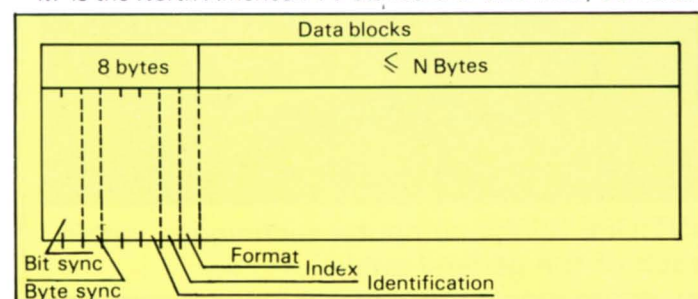 Data blocks
8 bytes
≤ N Bytes
Format
Index
Bit sync
Identification
Byte sync